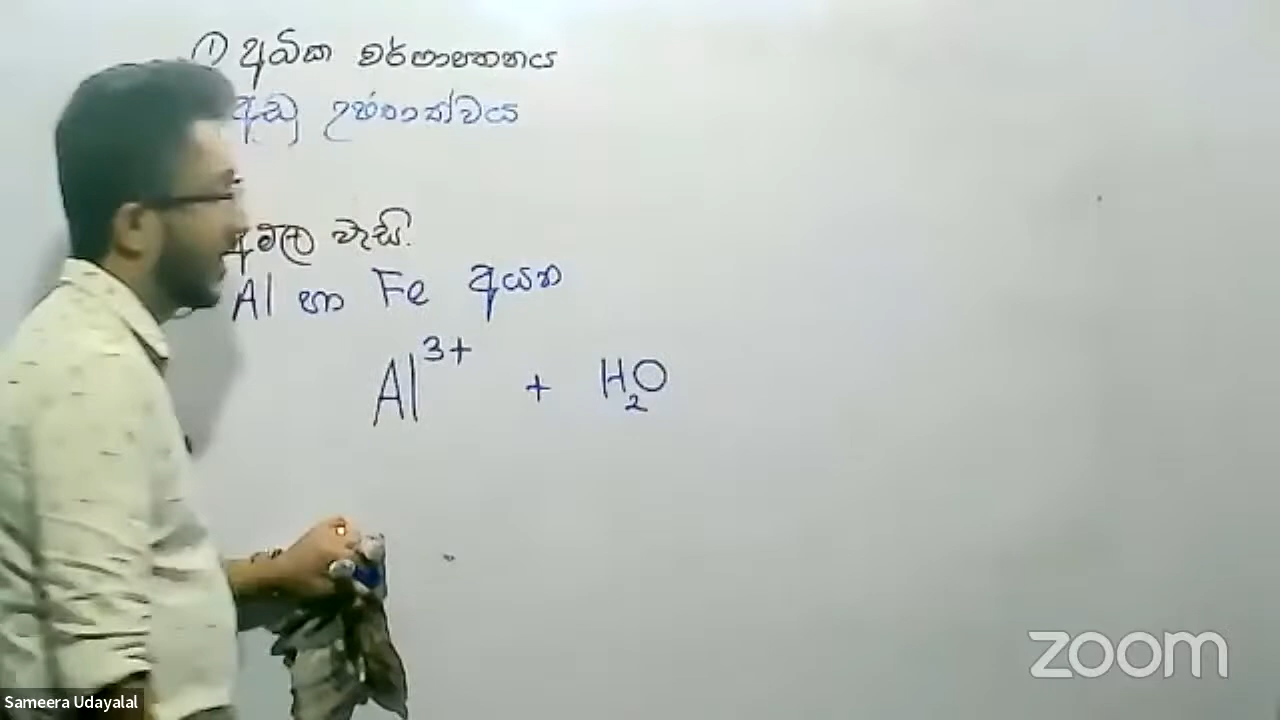 ① අධික වර්ෂාපතනය
අඩු උෂ්ණත්වය
අම්ල වැසි.
Al හා Fe අයන
Al³⁺ + H₂O
zoom
Sameera Udayalal